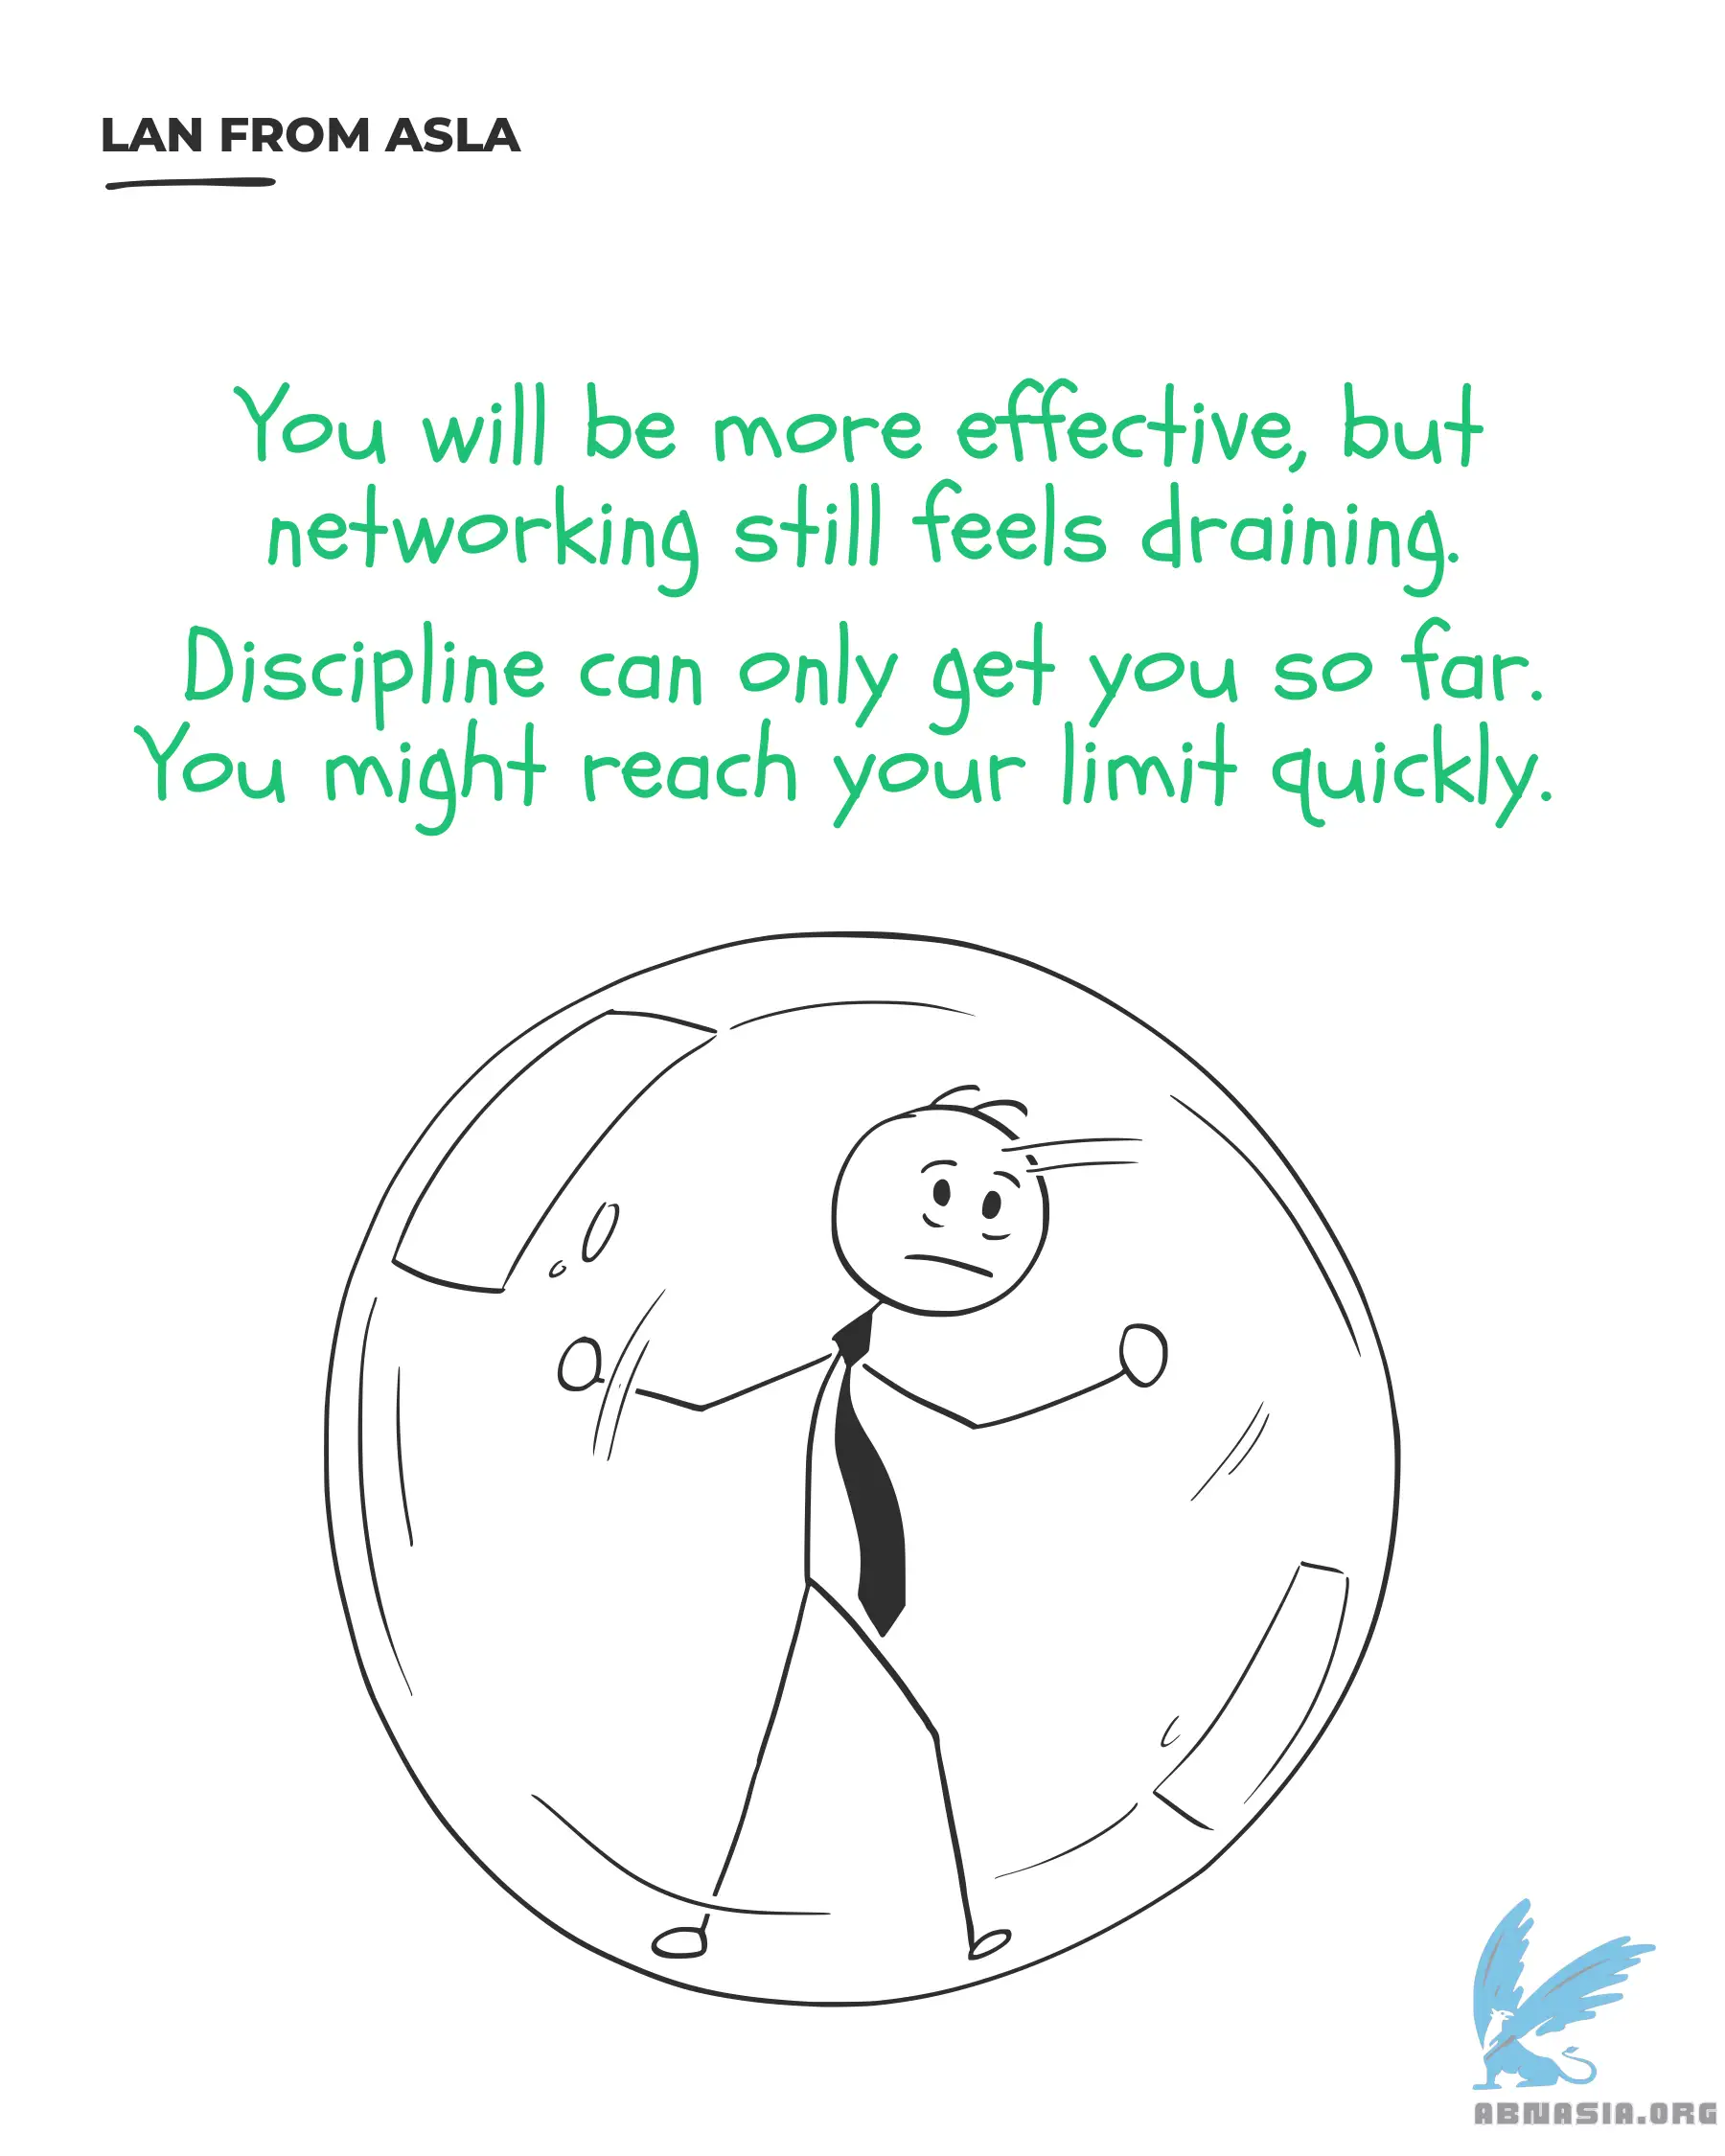 LAN FROM ASLA
You will be more effective, but
networking still feels draining.
Discipline can only get you so far.
You might reach your limit quickly.
ABNASIA.ORG